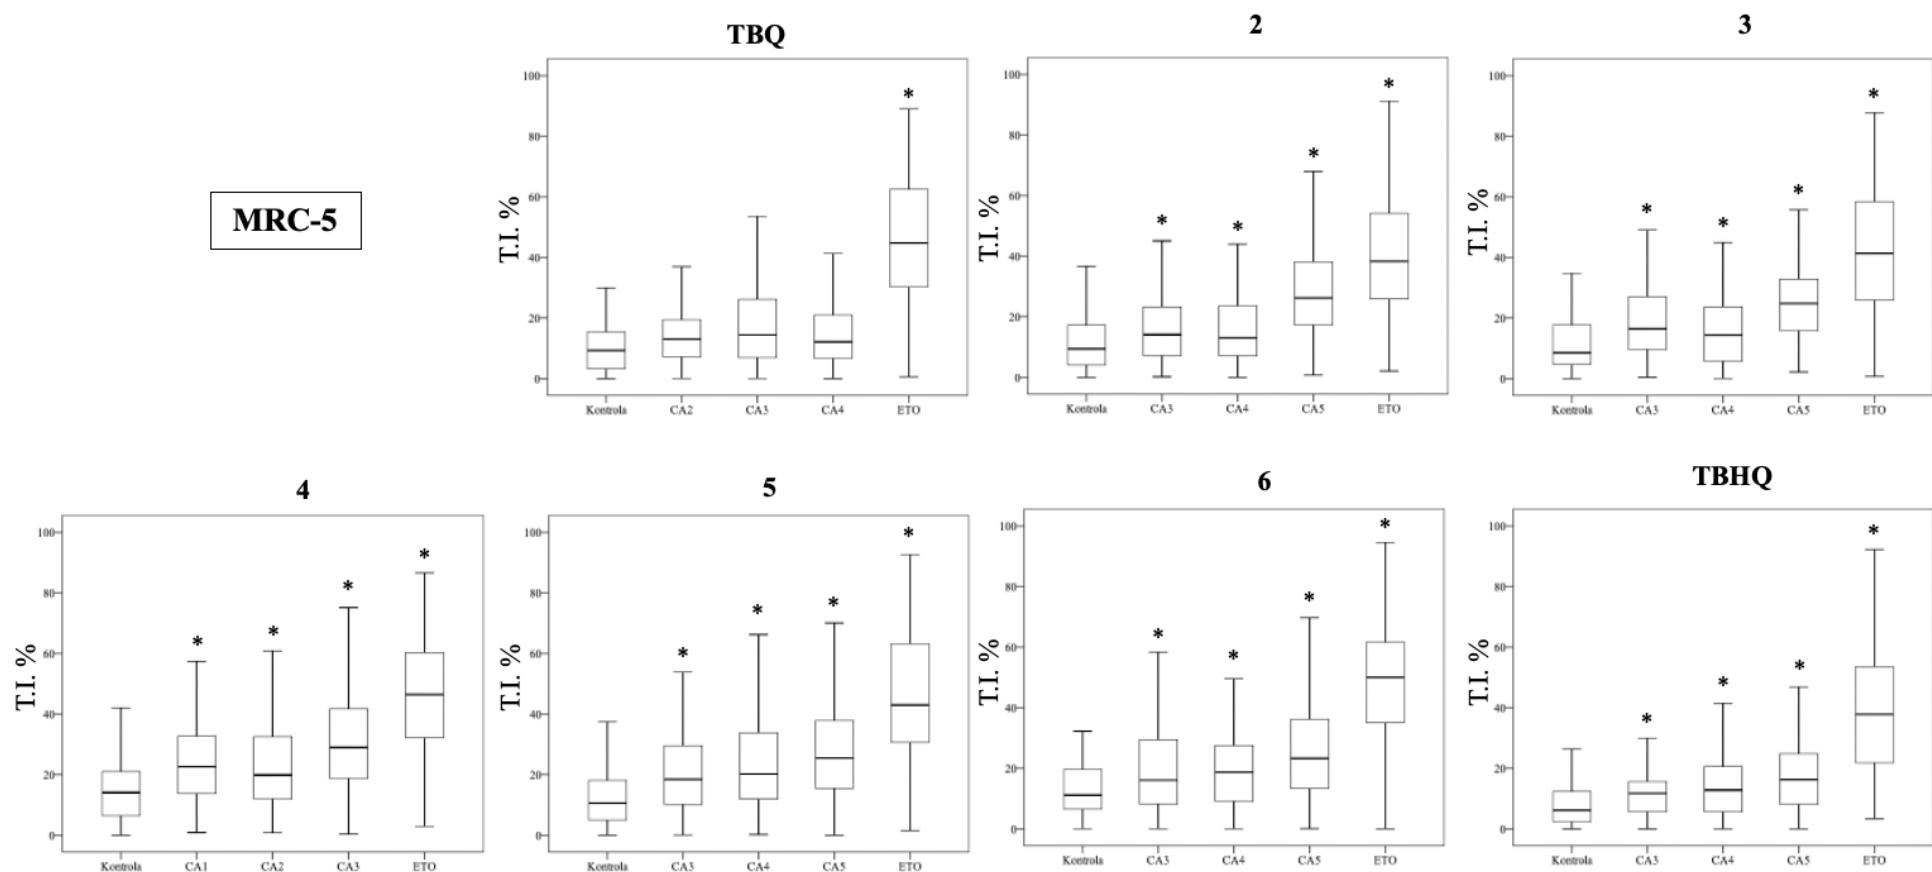 TBQ
2
3
MRC-5
T.I. %
100
80
60
40
20
0
*
Kontrola CA2 CA3 CA4 ETO
T.I. %
100
80
60
40
20
0
* * * *
Kontrola CA3 CA4 CA5 ETO
T.I. %
100
80
60
40
20
0
* * * *
Kontrola CA3 CA4 CA5 ETO
4
5
6
TBHQ
T.I. %
100
80
60
40
20
0
* * * *
Kontrola CA1 CA2 CA3 ETO
T.I. %
100
80
60
40
20
0
* * * *
Kontrola CA3 CA4 CA5 ETO
T.I. %
100
80
60
40
20
0
* * * *
Kontrola CA3 CA4 CA5 ETO
T.I. %
100
80
60
40
20
0
* * * *
Kontrola CA3 CA4 CA5 ETO